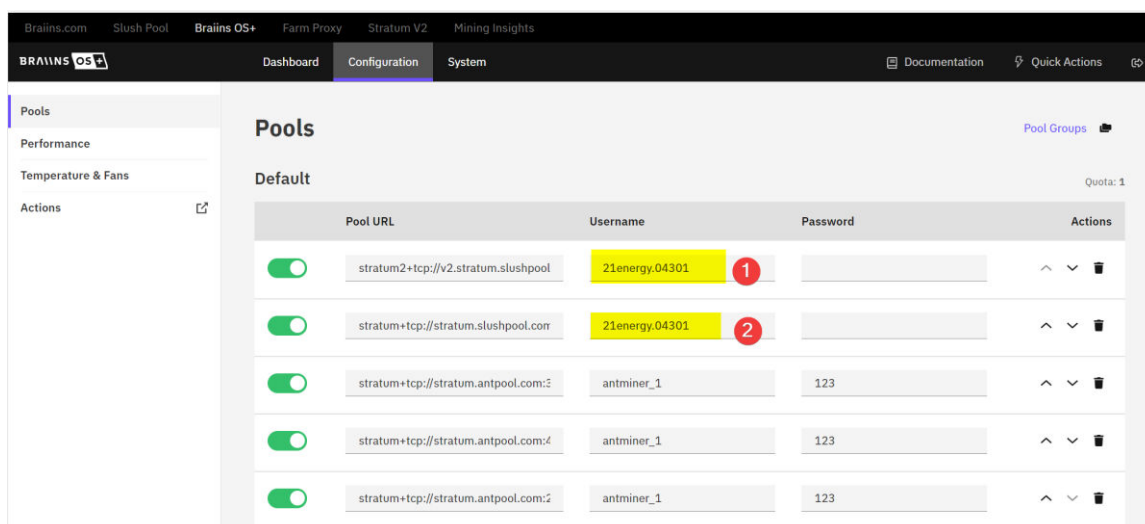 Braiins.com Slush Pool Braiins OS+ Farm Proxy Stratum V2 Mining Insights
BRAIINS OS+ Dashboard Configuration System Documentation Quick Actions
Pools
Performance
Temperature & Fans
Actions
Pools
Pool Groups
Default
Quota: 1
Pool URL Username Password Actions
stratum2+tcp://v2.stratum.slushpool 21energy.04301 1
stratum+tcp://stratum.slushpool.com 21energy.04301 2
stratum+tcp://stratum.antpool.com:3 antminer_1 123
stratum+tcp://stratum.antpool.com:4 antminer_1 123
stratum+tcp://stratum.antpool.com:2 antminer_1 123